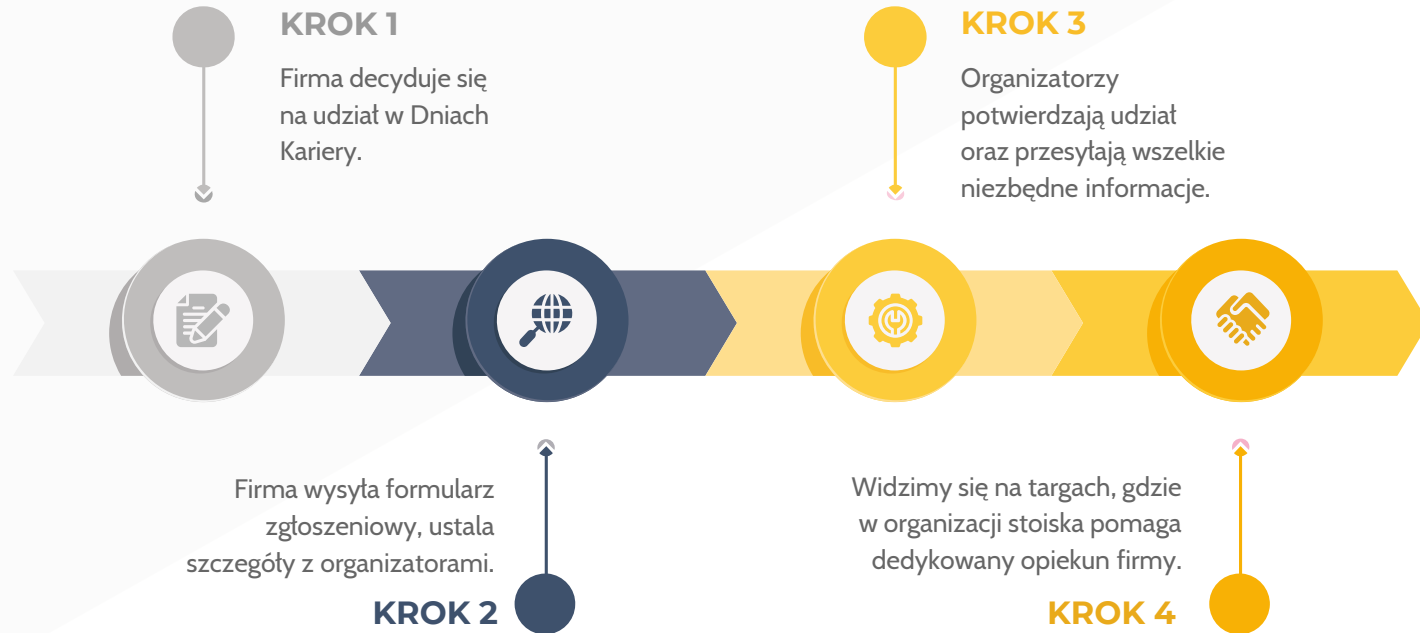 KROK 1
Firma decyduje się
na udział w Dniach
Kariery.
Firma wysyła formularz
zgłoszeniowy, ustala
szczegóły z organizatorami.
KROK 2
KROK 3
Organizatorzy
potwierdzają udział
oraz przesyłają wszelkie
niezbędne informacje.
Widzimy się na targach, gdzie
w organizacji stoiska pomaga
dedykowany opiekun firmy.
KROK 4